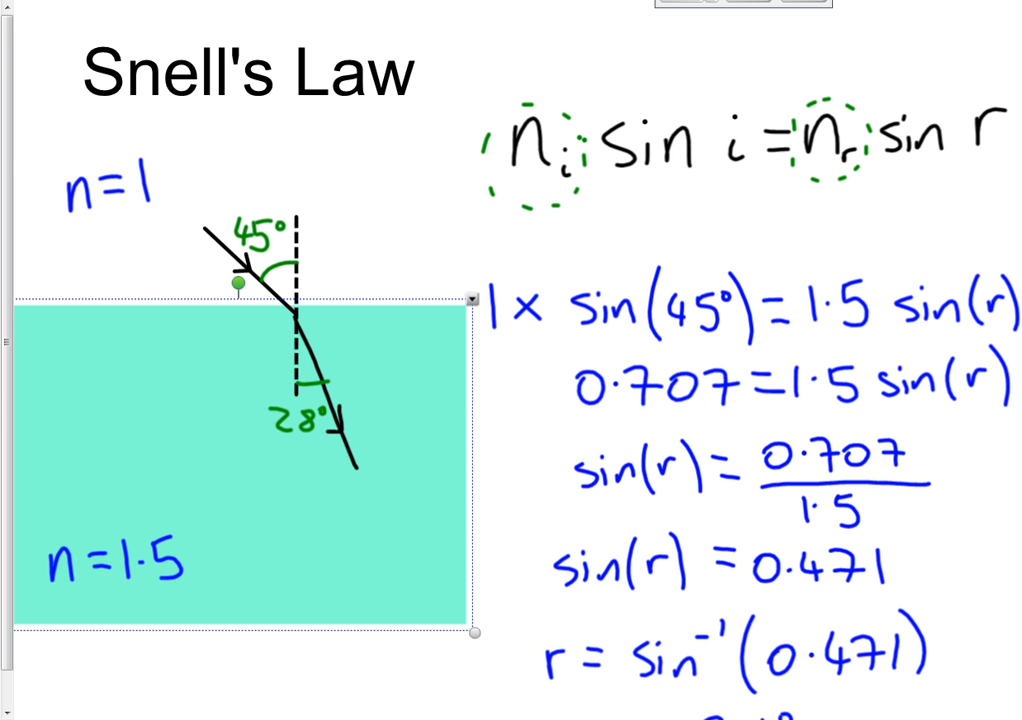 Snell's Law
nᵢ sin i = nᵣ sin r
n = 1
45°
28°
n = 1.5
1 × sin(45°) = 1.5 sin(r)
0.707 = 1.5 sin(r)
sin(r) = 0.707 / 1.5
sin(r) = 0.471
r = sin⁻¹(0.471)